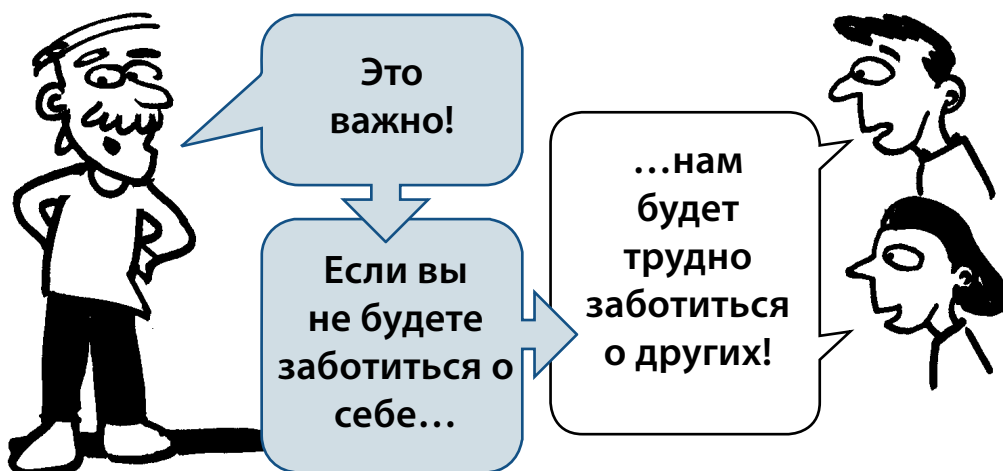 Это
важно!
Если вы
не будете
заботиться о
себе…
…нам
будет
трудно
заботиться
о других!